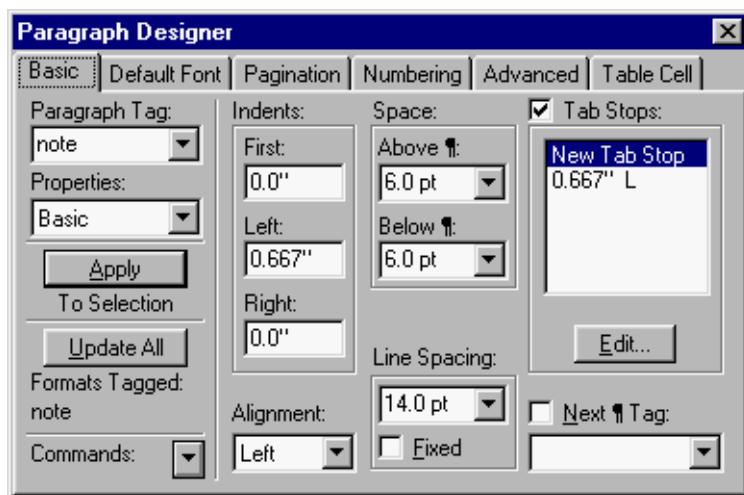 Paragraph Designer
Basic Default Font Pagination Numbering Advanced Table Cell
Paragraph Tag:
note
Properties:
Basic
Apply
To Selection
Update All
Formats Tagged:
note
Commands:
Indents:
First:
0.0"
Left:
0.667"
Right:
0.0"
Alignment:
Left
Space:
Above ¶:
6.0 pt
Below ¶:
6.0 pt
Line Spacing:
14.0 pt
Fixed
Tab Stops:
New Tab Stop
0.667" L
Edit...
Next ¶ Tag: